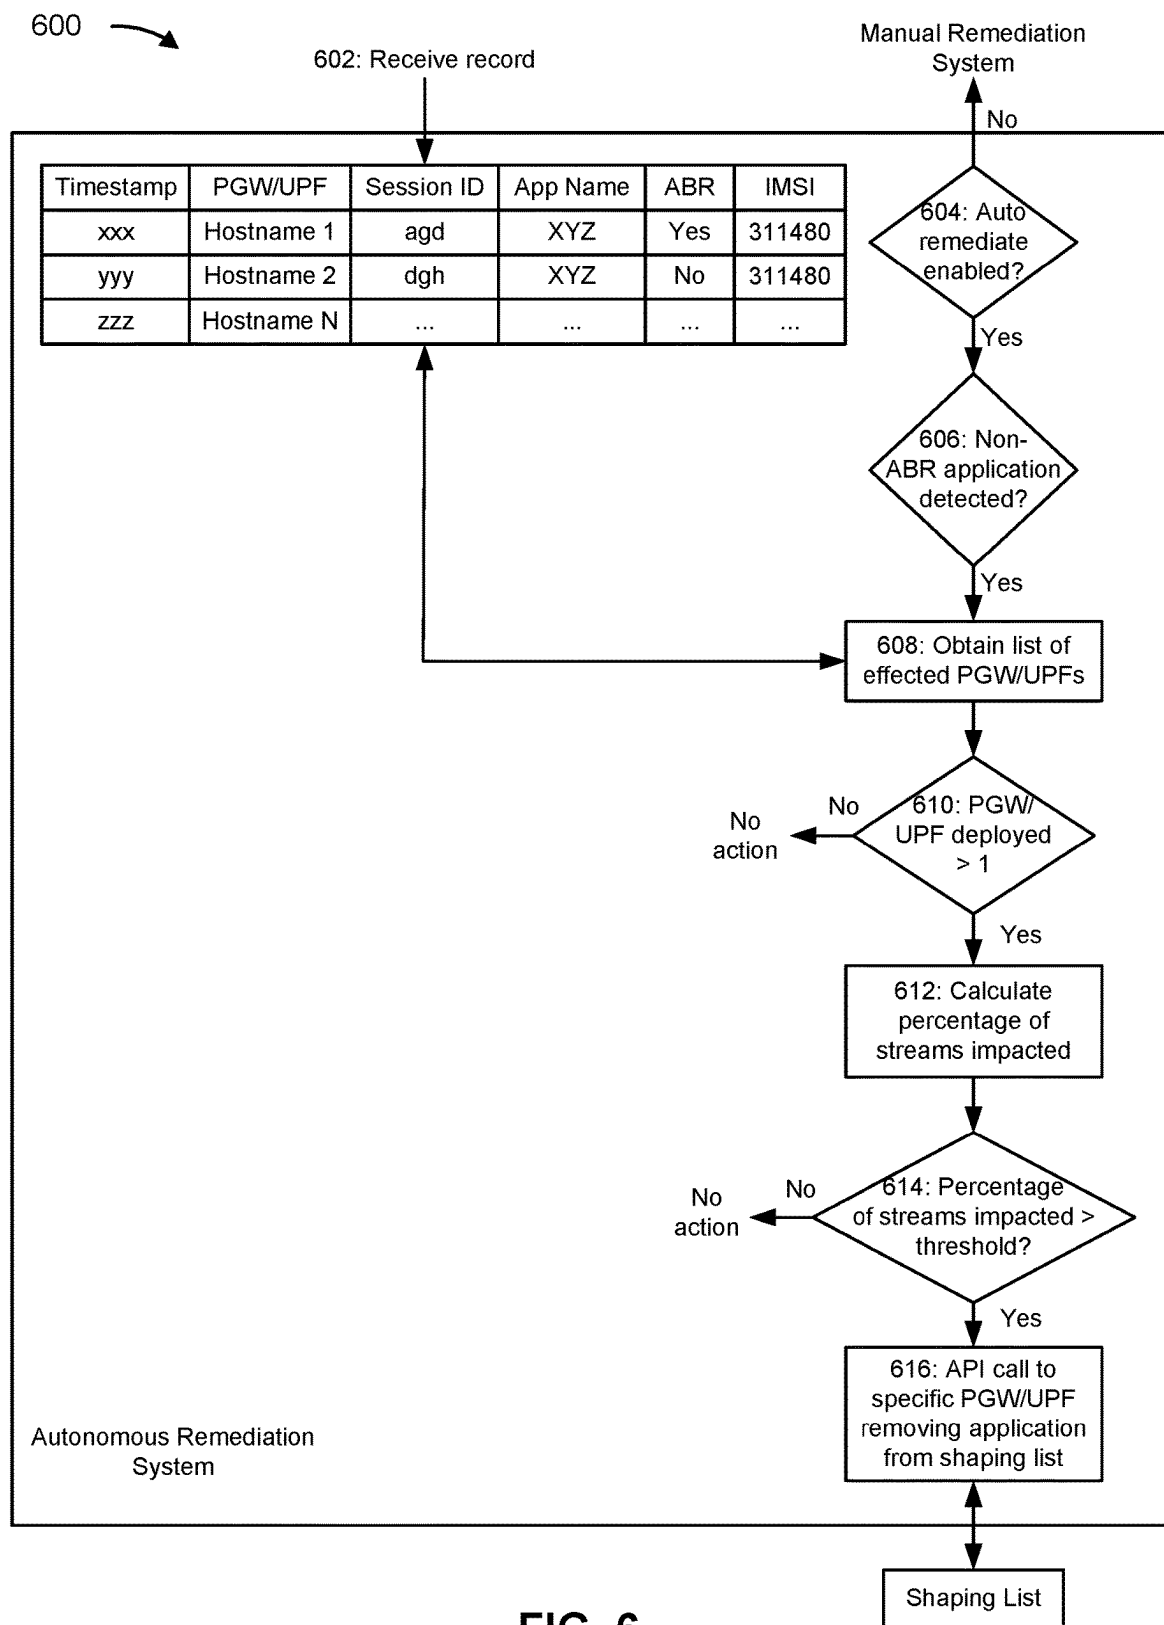 600
602: Receive record
Manual Remediation
System
No
Timestamp PGW/UPF Session ID App Name ABR IMSI
xxx Hostname 1 agd XYZ Yes 311480
yyy Hostname 2 dgh XYZ No 311480
zzz Hostname N ... ... ... ...
604: Auto
remediate
enabled?
Yes
606: Non-
ABR application
detected?
Yes
608: Obtain list of
effected PGW/UPFs
610: PGW/
UPF deployed
> 1
No
No
action
Yes
612: Calculate
percentage of
streams impacted
614: Percentage
of streams impacted >
threshold?
No
No
action
Yes
616: API call to
specific PGW/UPF
removing application
from shaping list
Autonomous Remediation
System
Shaping List
FIG. 6